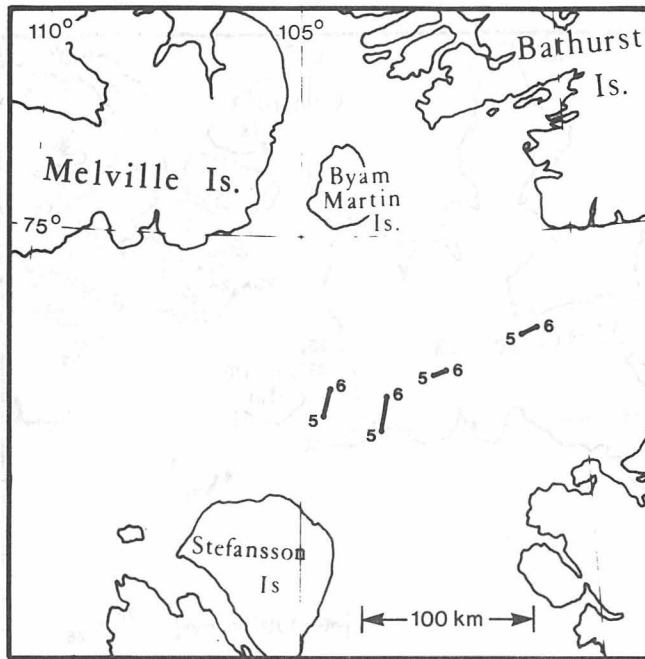 110°
105°
Bathurst
Is.
Melville Is.
Byam
Martin
Is.
75°
5 6
6
5
6
5
5 6
Stefansson
Is
100 km